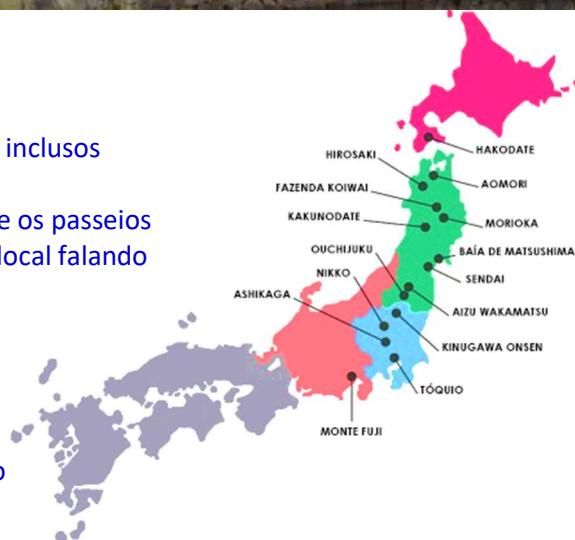 inclusos
e os passeios
local falando
o
HAKODATE
HIROSAKI
AOMORI
FAZENDA KOIWAI
KAKUNODATE
MORIOKA
OUCHIJUKU
BAÍA DE MATSUSHIMA
NIKKO
SENDAI
ASHIKAGA
AIZU WAKAMATSU
KINUGAWA ONSEN
TÓQUIO
MONTE FUJI